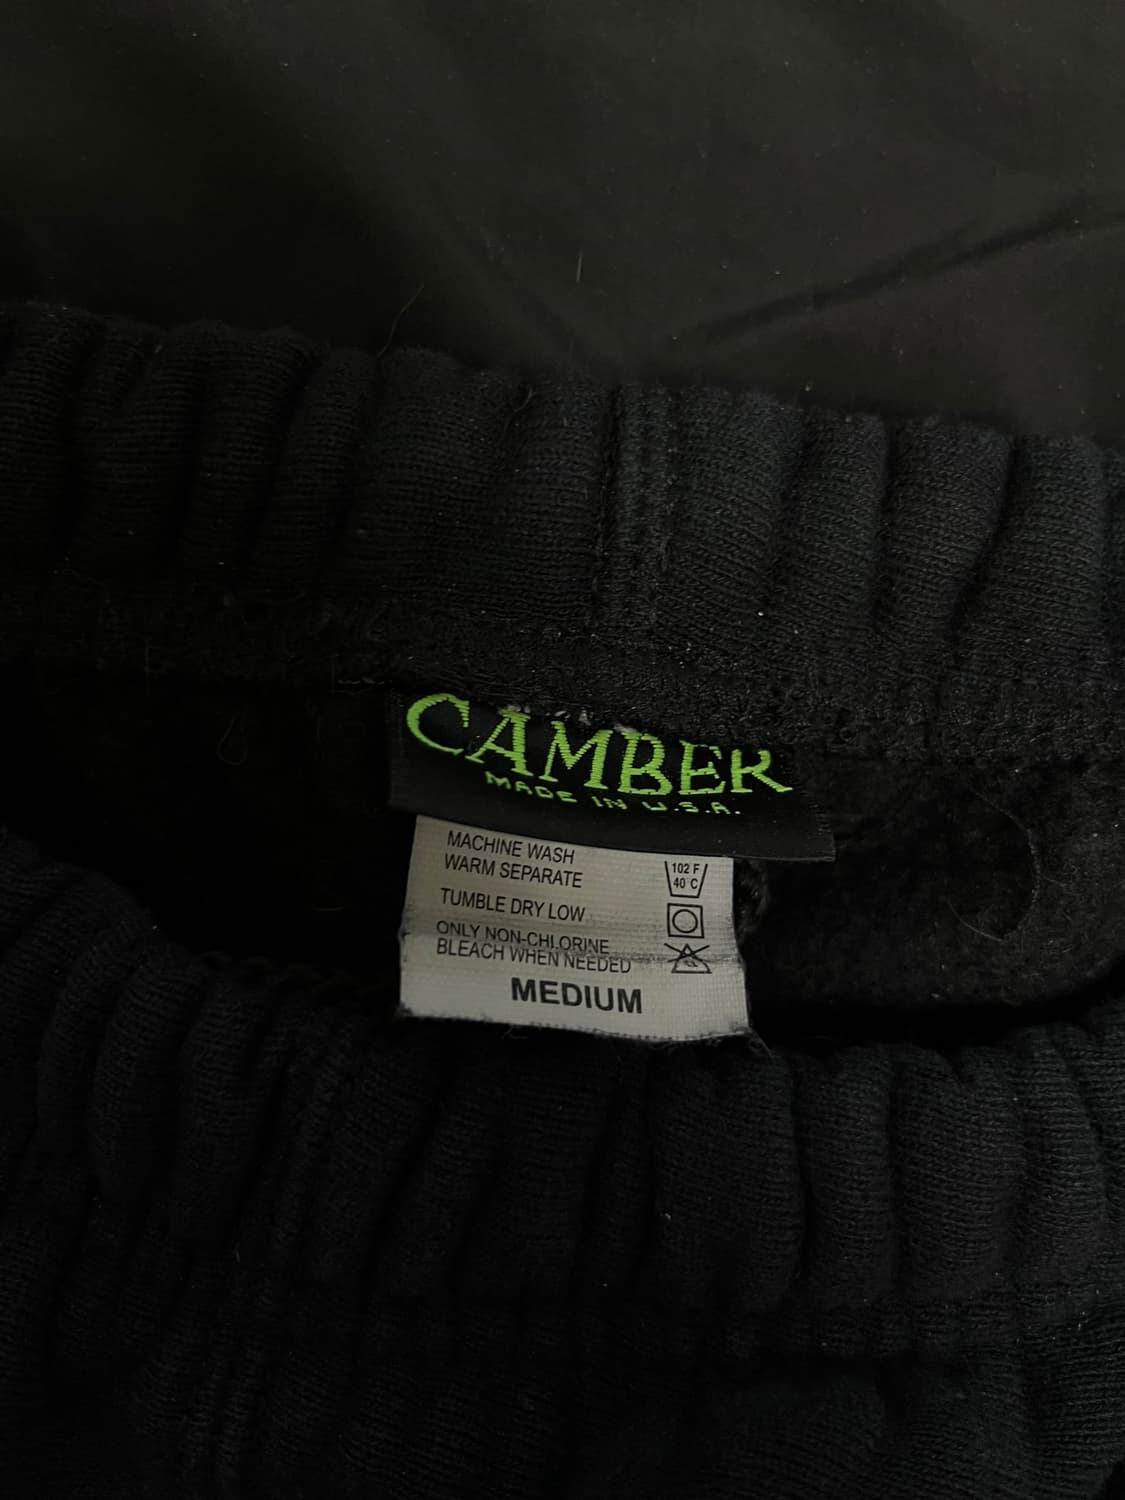 CAMBER
MADE IN U.S.A.
MACHINE WASH
WARM SEPARATE
102 F
40 C
TUMBLE DRY LOW
ONLY NON-CHLORINE
BLEACH WHEN NEEDED
MEDIUM